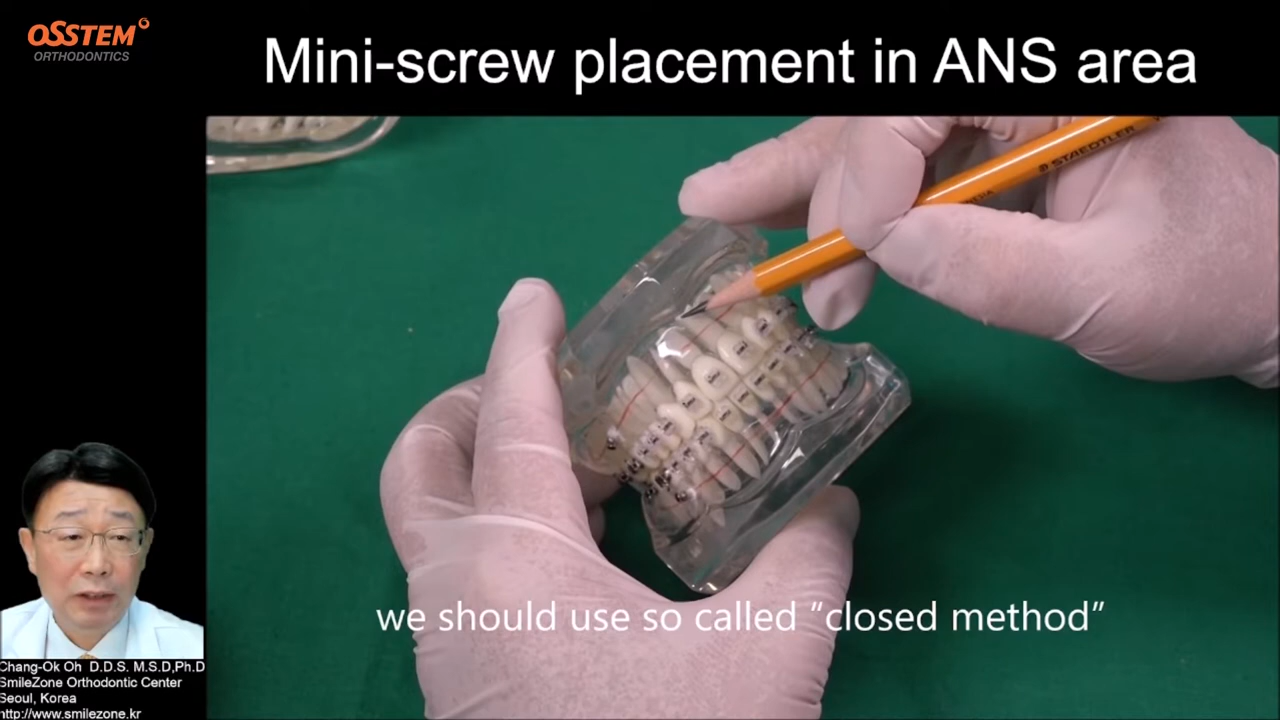 OSSTEM
ORTHODONTICS
Mini-screw placement in ANS area
STAEDTLER
we should use so called "closed method"
Chang-Ok Oh D.D.S. M.S.D,Ph.D
SmileZone Orthodontic Center
Seoul, Korea
http://www.smilezone.kr